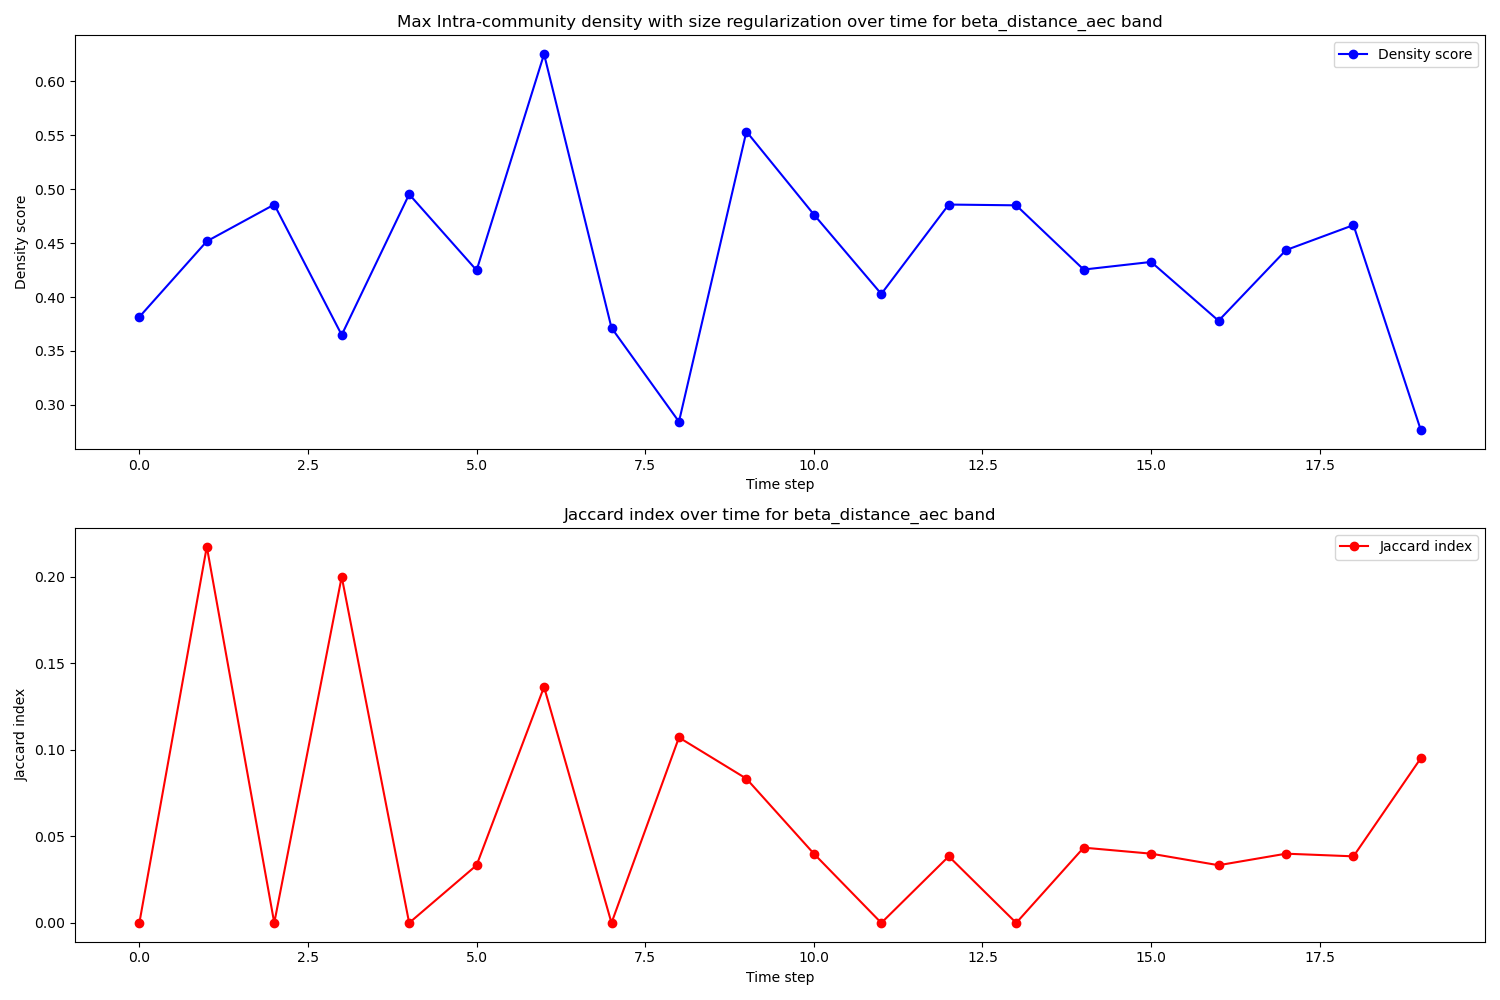 Max Intra-community density with size regularization over time for beta_distance_aec band
Density score
0.60
0.55
0.50
0.45
0.40
0.35
0.30
Density score
0.0 2.5 5.0 7.5 10.0 12.5 15.0 17.5
Time step
Jaccard index over time for beta_distance_aec band
Jaccard index
0.20
0.15
0.10
0.05
0.00
Jaccard index
0.0 2.5 5.0 7.5 10.0 12.5 15.0 17.5
Time step